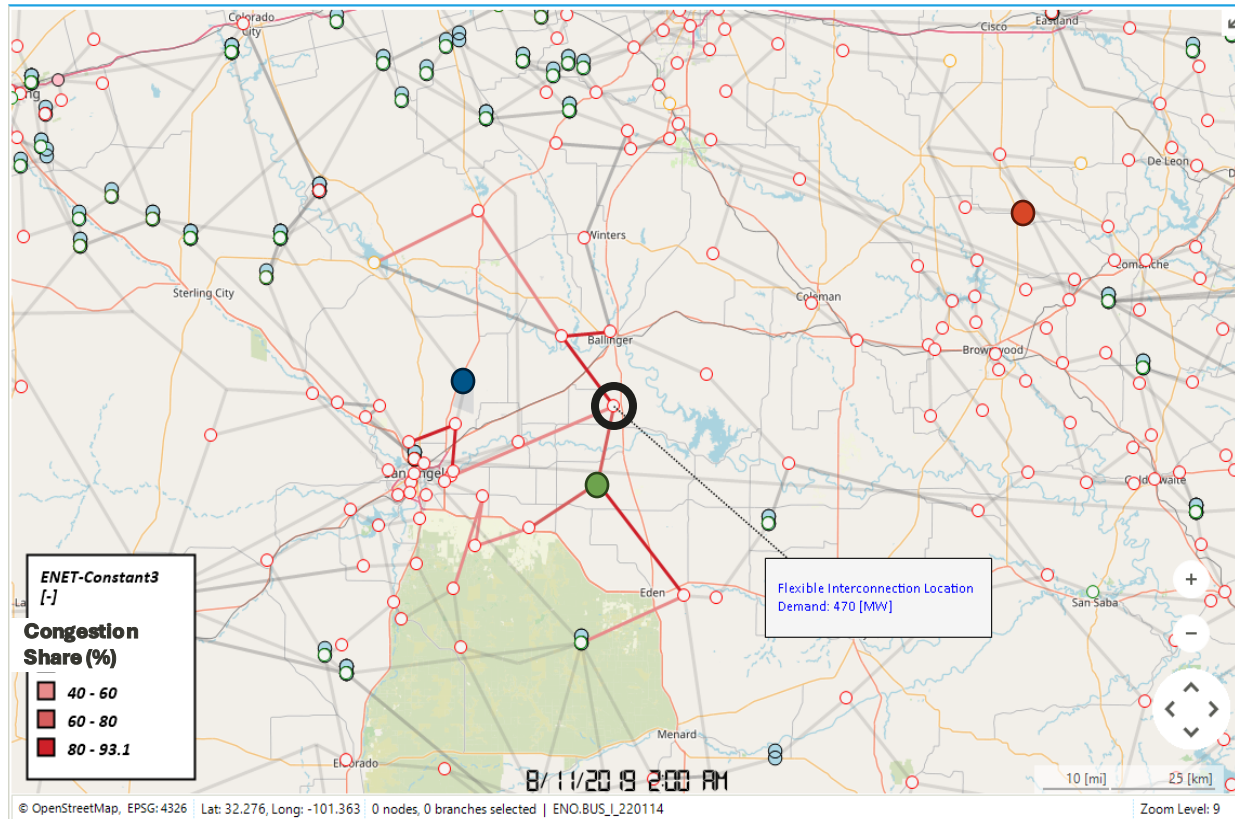 Colorado
City
Cisco
Eastland
De Leon
Winters
Comanche
Sterling City
Coleman
Ballinger
Brownwood
San Angelo
Goldthwaite
Flexible Interconnection Location
Demand: 470 [MW]
Eden
San Saba
ENET-Constant3
[-]
Congestion
Share (%)
40 - 60
60 - 80
80 - 93.1
Menard
Eldorado
8/11/2019 2:00 AM
10 [mi]
25 [km]
+
−
© OpenStreetMap, EPSG: 4326
Lat: 32.276, Long: -101.363
0 nodes, 0 branches selected | ENO.BUS_I_220114
Zoom Level: 9